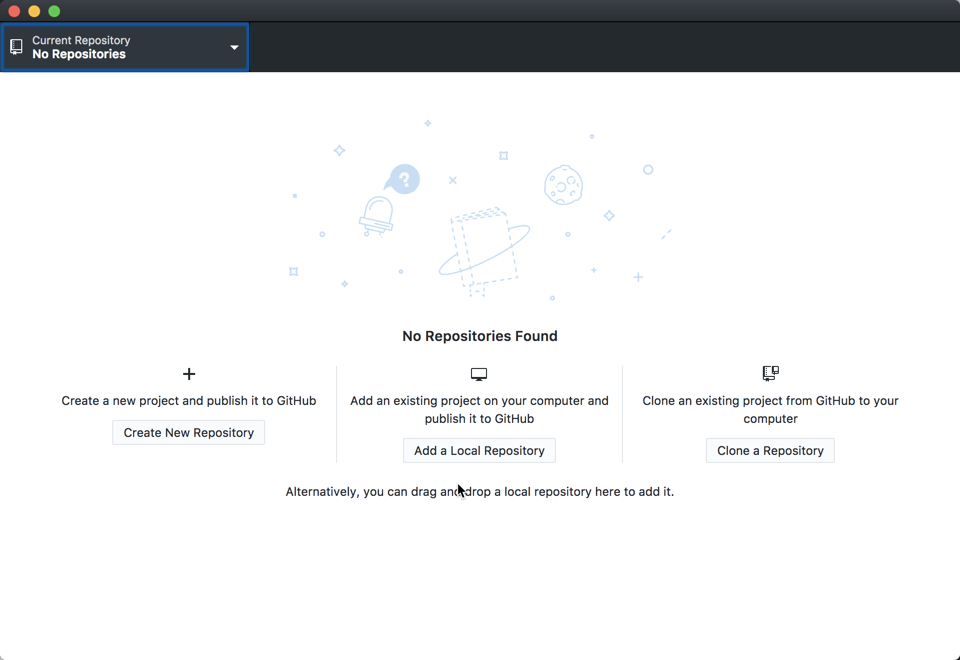 Current Repository
No Repositories
?
No Repositories Found
Create a new project and publish it to GitHub
Create New Repository
Add an existing project on your computer and
publish it to GitHub
Add a Local Repository
Clone an existing project from GitHub to your
computer
Clone a Repository
Alternatively, you can drag and drop a local repository here to add it.